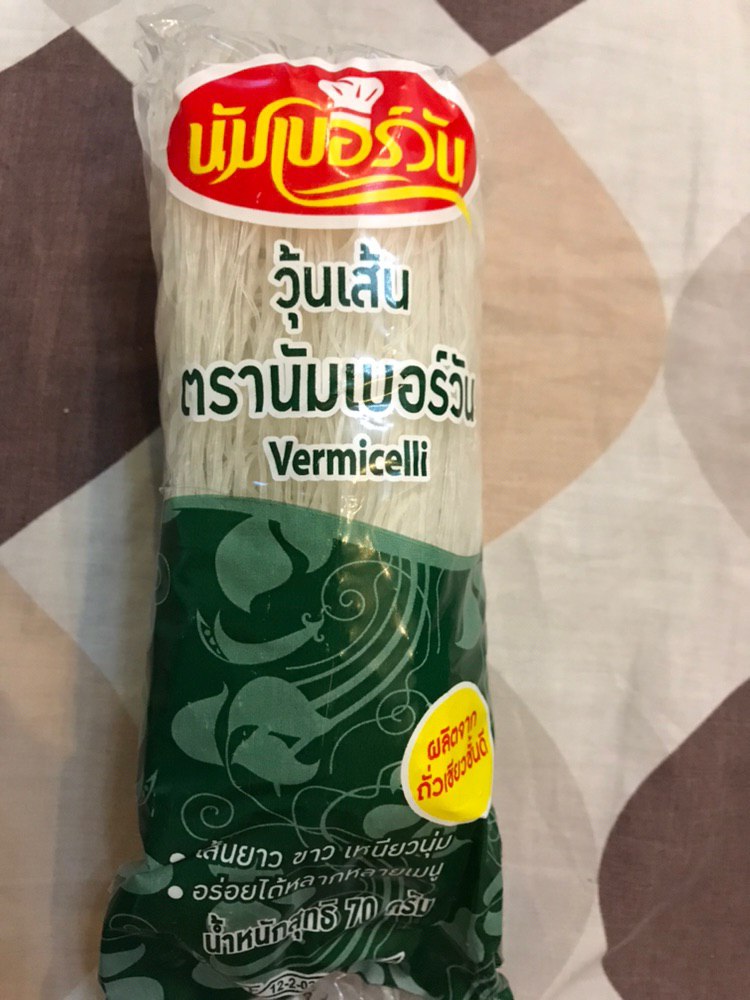 นัมเบอร์วัน
วุ้นเส้น
ตรานัมเบอร์วัน
Vermicelli
ผลิตจาก
ถั่วเขียวชั้นดี
• เส้นยาว ขาว เหนียวนุ่ม
• อร่อยได้หลากหลายเมนู
น้ำหนักสุทธิ 70 กรัม